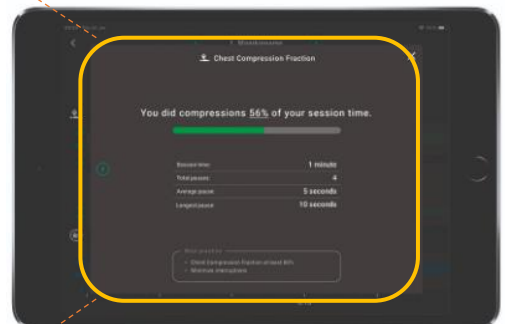 Chest Compression Fraction
You did compressions 56% of your session time.
Session time 1 minute
Total pauses 4
Average pause 5 seconds
Longest pause 10 seconds
Best practice
- Chest Compression Fraction at least 60%
- Minimize interruptions